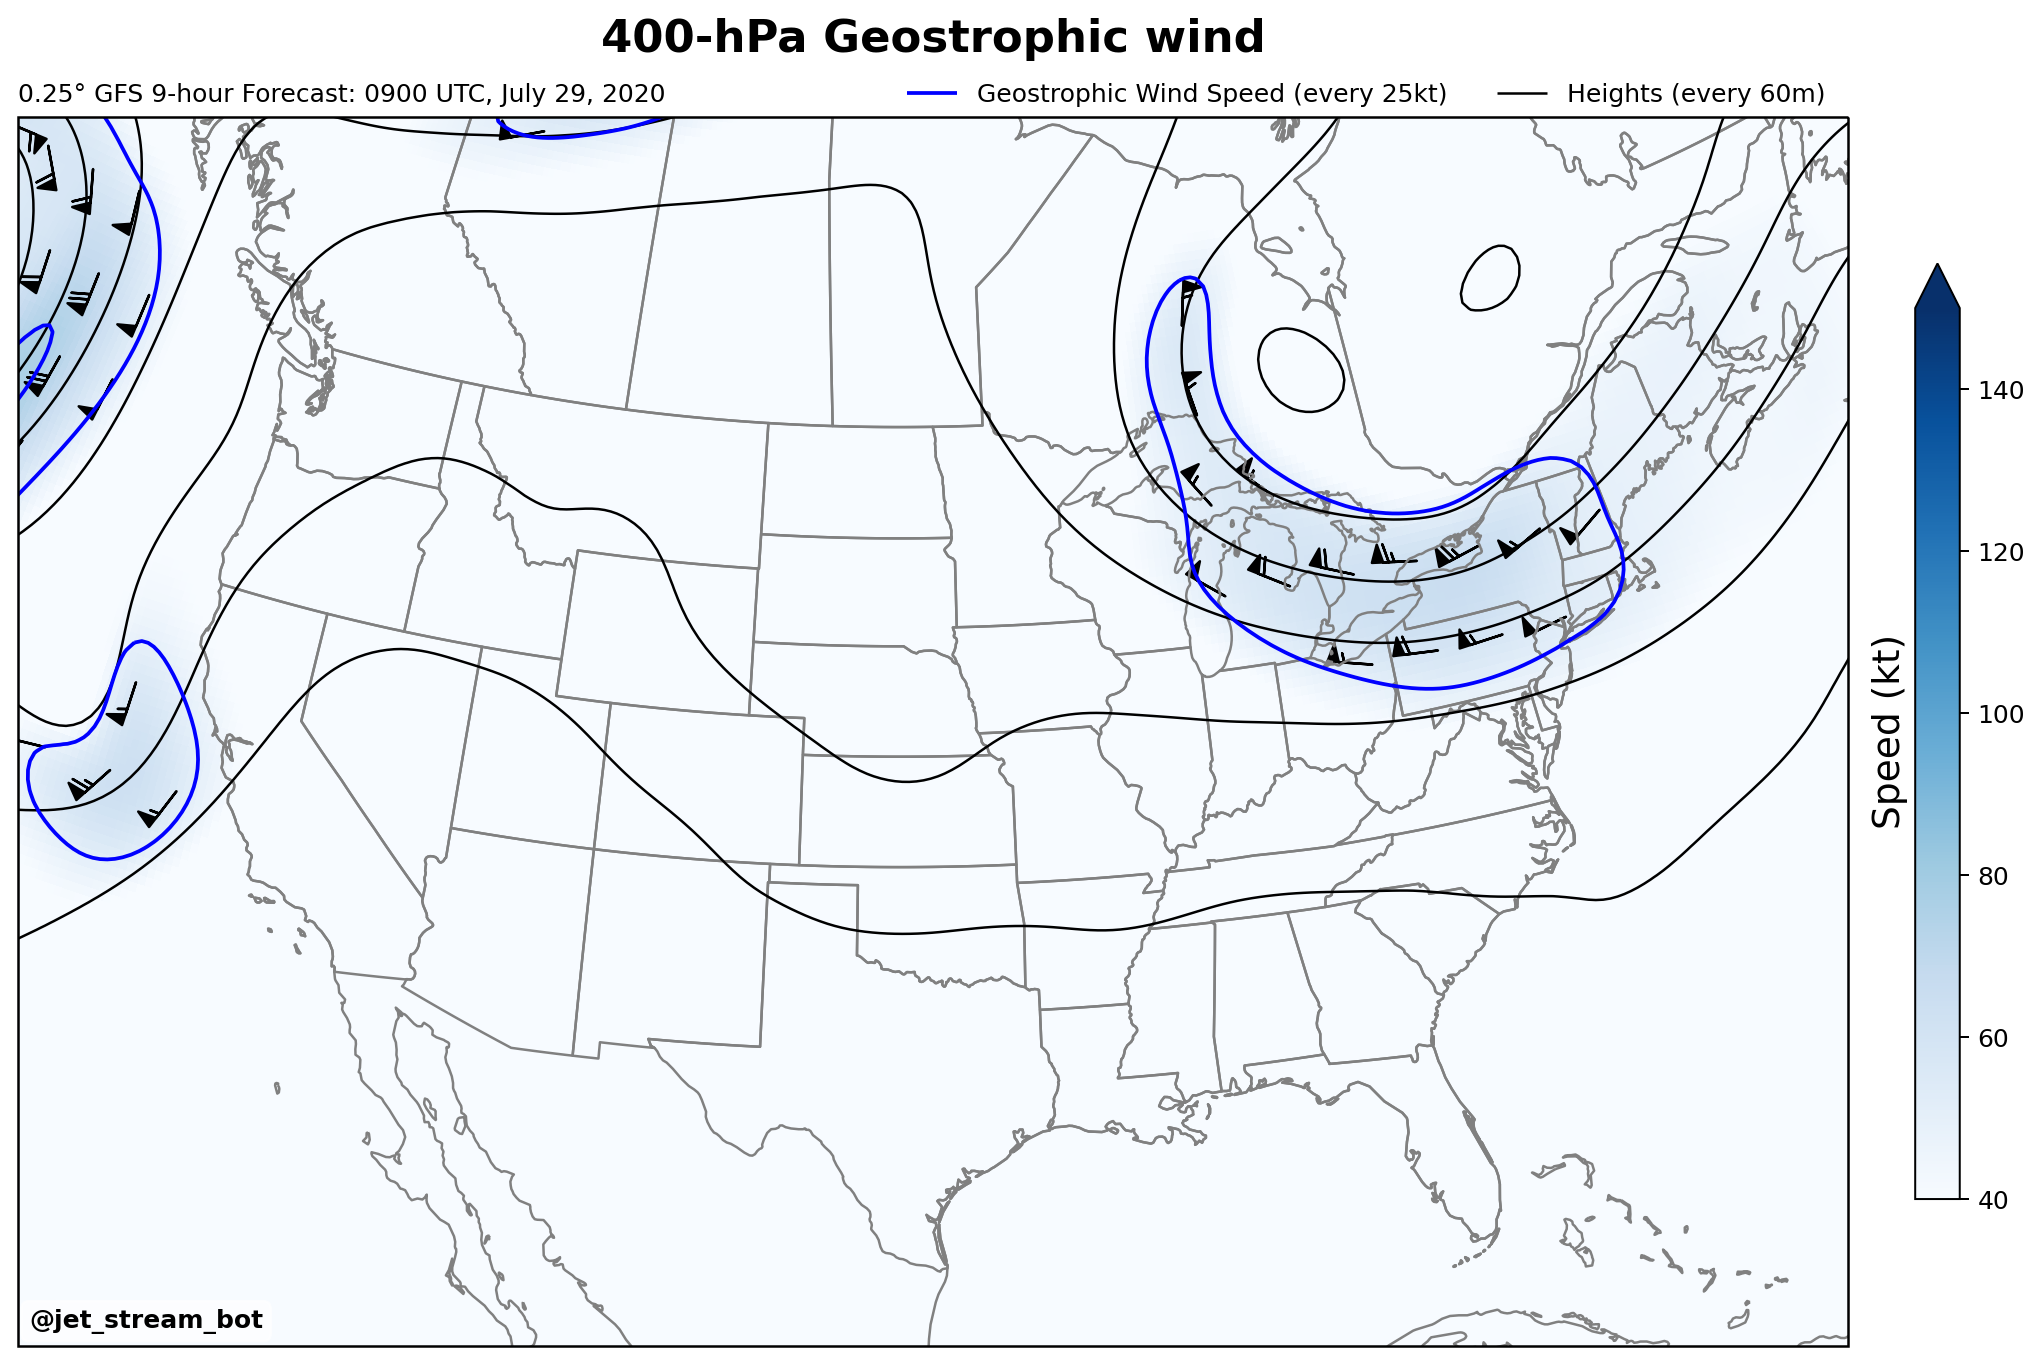 400-hPa Geostrophic wind
0.25° GFS 9-hour Forecast: 0900 UTC, July 29, 2020
Geostrophic Wind Speed (every 25kt)
Heights (every 60m)
140
120
100
80
60
40
Speed (kt)
@jet_stream_bot